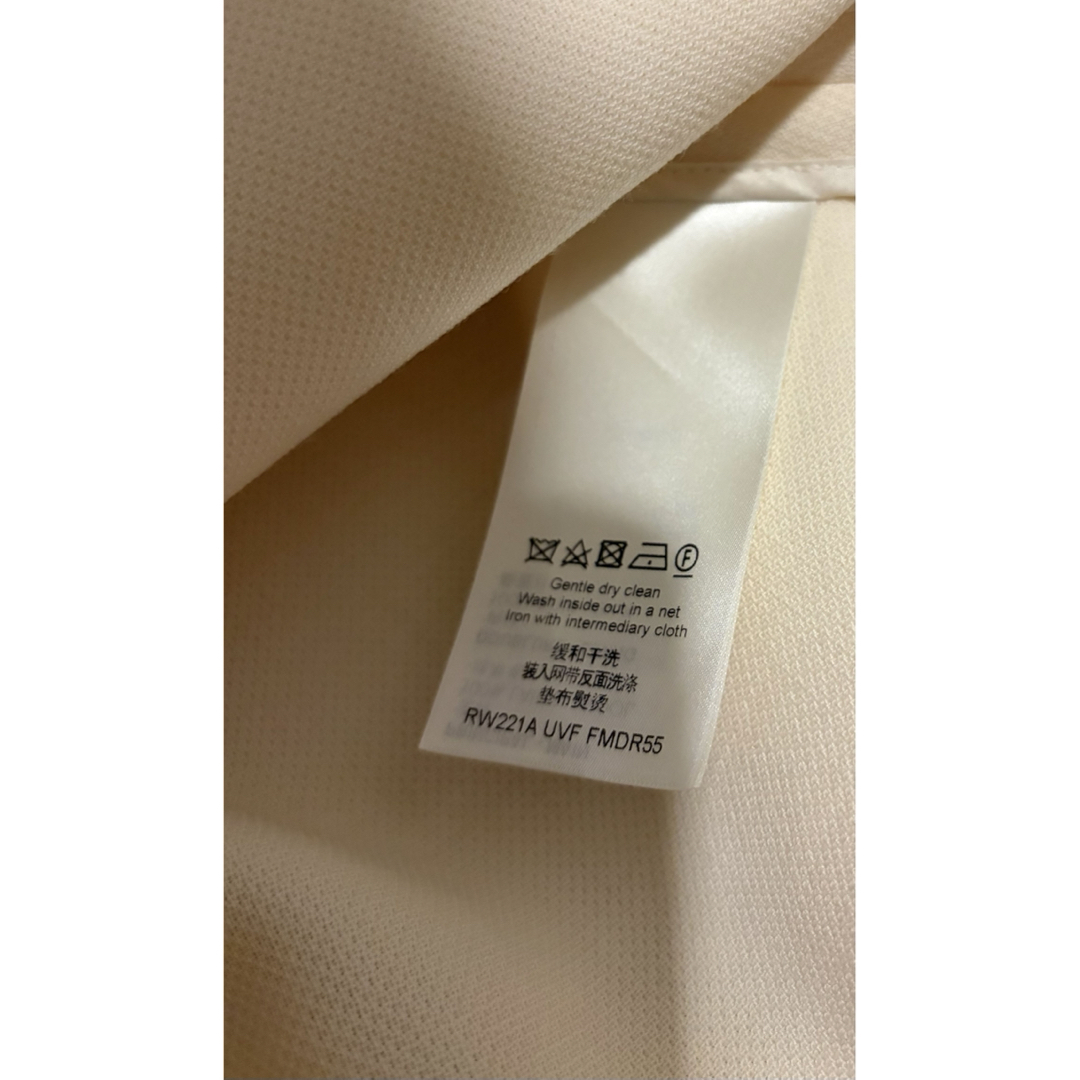 F
Gentle dry clean
Wash inside out in a net
Iron with intermediary cloth
缓和干洗
装入网带反面洗涤
垫布熨烫
RW221A UVF FMDR55